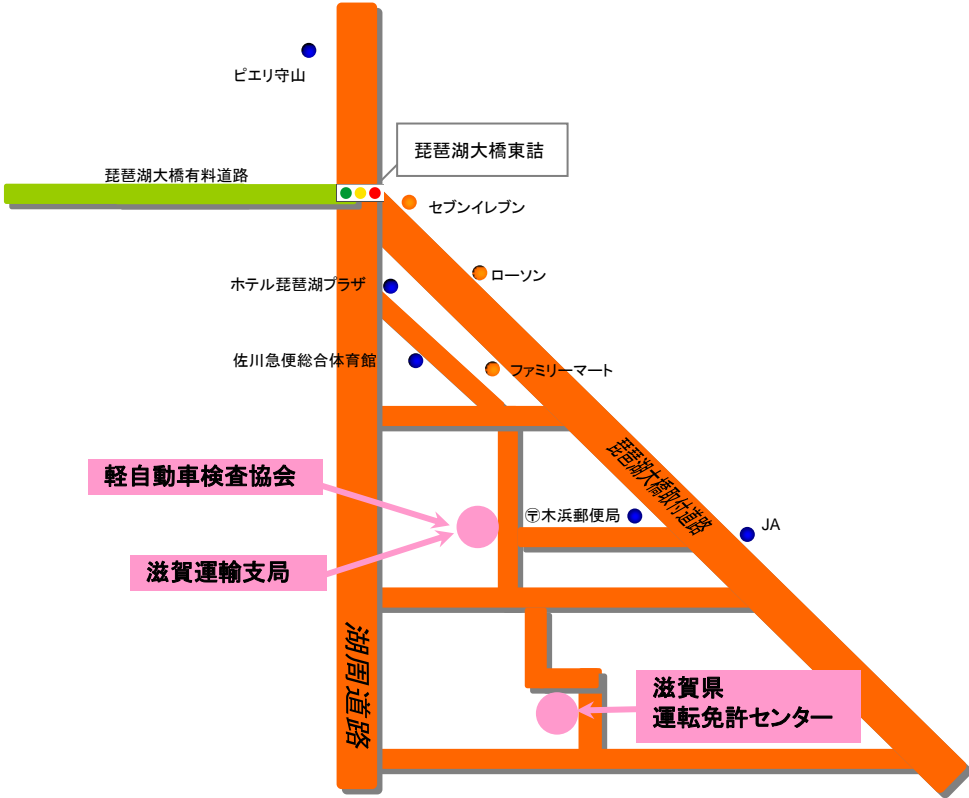 ピエリ守山
琵琶湖大橋東詰
琵琶湖大橋有料道路
セブンイレブン
ローソン
ホテル琵琶湖プラザ
佐川急便総合体育館
ファミリーマート
琵琶湖大橋取付道路
軽自動車検査協会
〶木浜郵便局
JA
滋賀運輸支局
湖周道路
滋賀県
運転免許センター